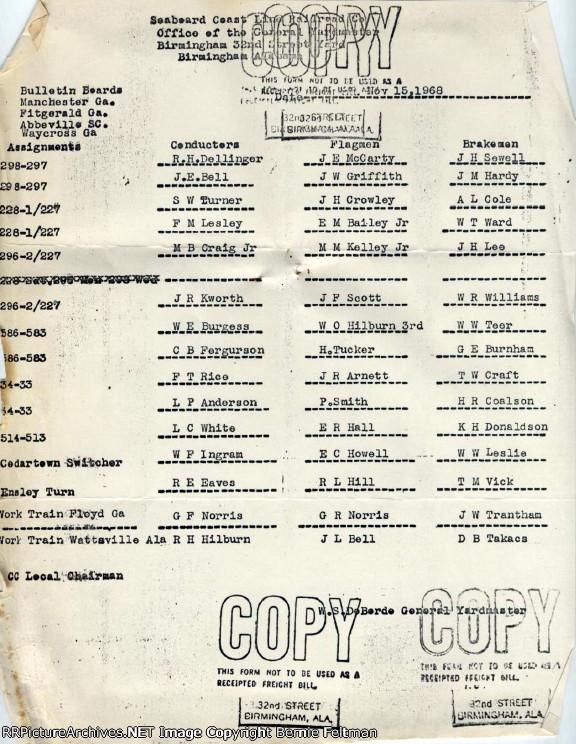 Seaboard Coast Line Railroad Co
Office of the General Yardmaster
Birmingham 32nd Street Yard
Birmingham Alabama
COPY
THIS FORM NOT TO BE USED AS A
Nov 15,1968
32nd STREET
BIRMINGHAM, ALA.
Bulletin Boards
Manchester Ga.
Fitzgerald Ga.
Abbeville SC.
Waycross Ga
Assignments Conductors Flagmen Brakemen
298-297 R.H.Dellinger J E McCarty J H Sewell
298-297 J.E.Bell J W Griffith J M Hardy
228-1/227 S W Turner J H Crowley A L Cole
228-1/227 F M Lesley E M Bailey Jr W T Ward
296-2/227 M B Craig Jr M M Kelley Jr J H Lee
296-2/227 J R Kworth J F Scott W R Williams
586-583 W E Burgess W O Hilburn 3rd W W Teer
586-583 C B Fergurson H.Tucker G E Burnham
34-33 F T Rice J R Arnett T W Craft
34-33 L P Anderson P.Smith H R Coalson
514-513 L C White E R Hall K H Donaldson
Cedartown Switcher W P Ingram E C Howell W W Leslie
Ensley Turn R E Eaves R L Hill T M Vick
Work Train Floyd Ga G F Norris G R Norris J W Trantham
Work Train Wattsville Ala R H Hilburn J L Bell D B Takacs
CC Local Chairman
W.S.DeBerde General Yardmaster
COPY
THIS FORM NOT TO BE USED AS A
RECEIPTED FREIGHT BILL
32nd STREET
BIRMINGHAM, ALA.
COPY
THIS FORM NOT TO BE USED AS A
RECEIPTED FREIGHT BILL
32nd STREET
BIRMINGHAM, ALA.
RRPictureArchives.NET Image Copyright Bernie Feltman